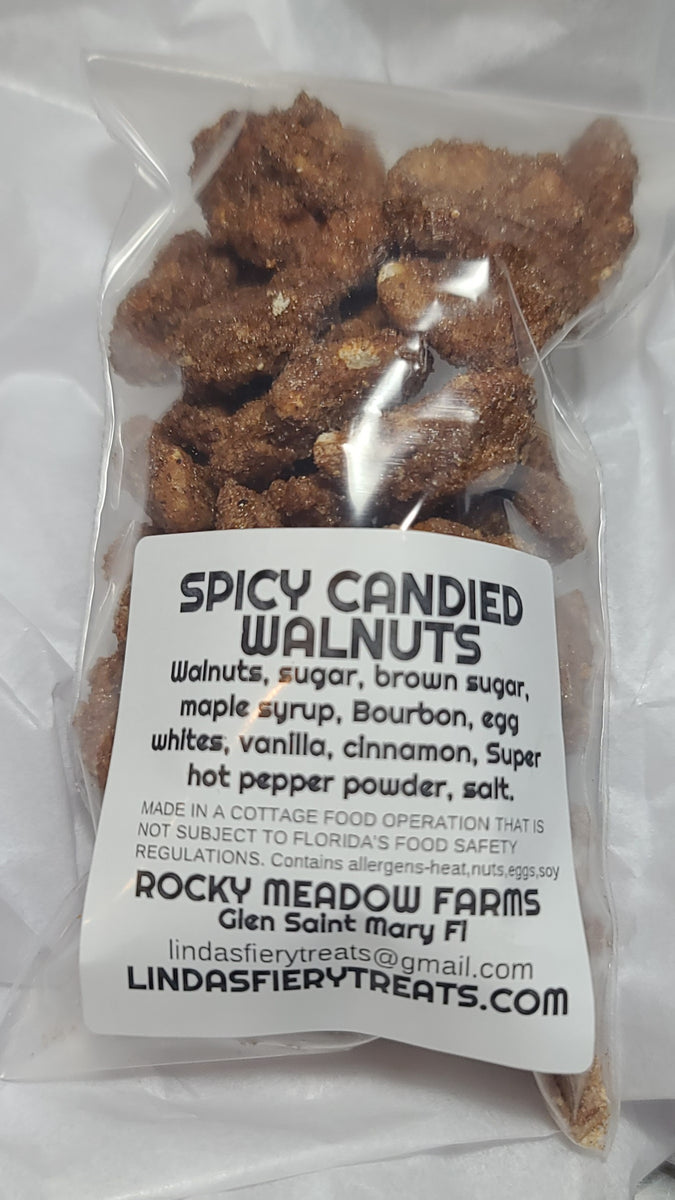 SPICY CANDIED
WALNUTS
Walnuts, sugar, brown sugar,
maple syrup, Bourbon, egg
whites, vanilla, cinnamon, Super
hot pepper powder, salt.
MADE IN A COTTAGE FOOD OPERATION THAT IS
NOT SUBJECT TO FLORIDA'S FOOD SAFETY
REGULATIONS. Contains allergens-heat,nuts,eggs,soy
ROCKY MEADOW FARMS
Glen Saint Mary Fl
lindasfierytreats@gmail.com
LINDASFIERYTREATS.COM